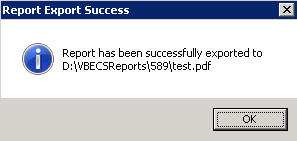 Report Export Success
Report has been successfully exported to
D:\VBECSReports\589\test.pdf
OK